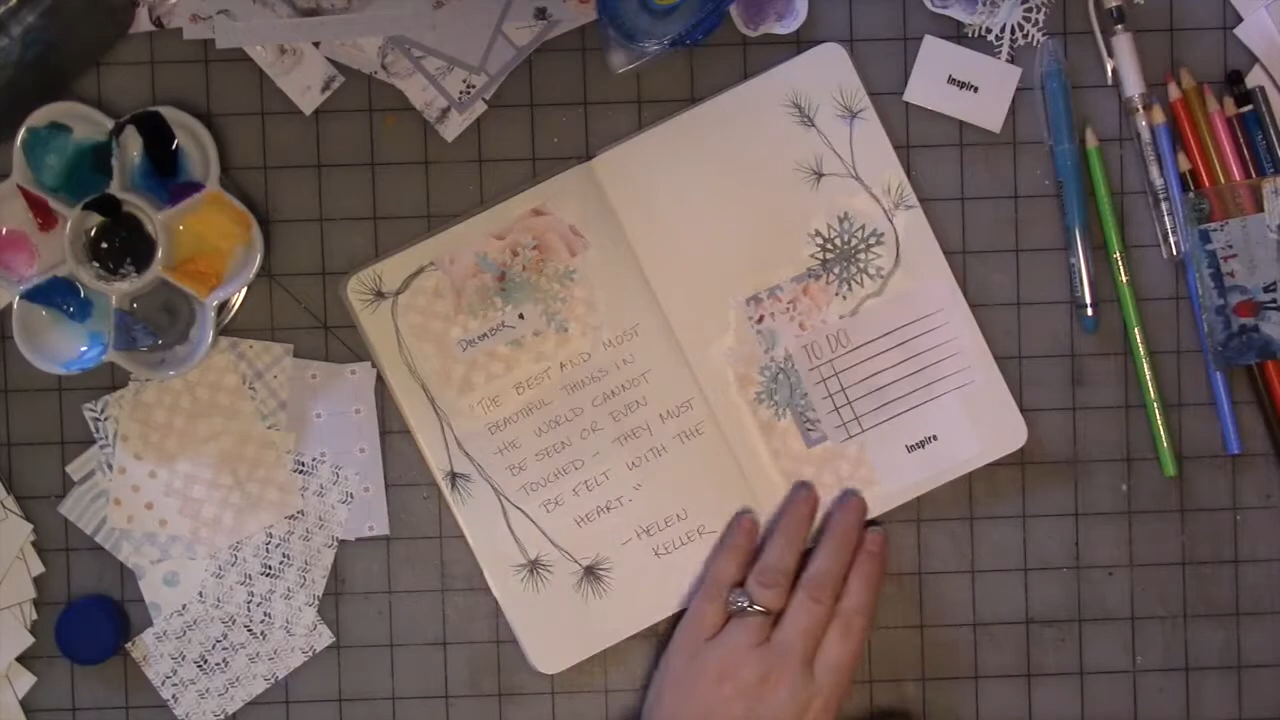 Inspire
December 9
"THE BEST AND MOST
BEAUTIFUL THINGS IN
THE WORLD CANNOT
BE SEEN OR EVEN
TOUCHED - THEY MUST
BE FELT WITH THE
HEART."
- HELEN
KELLER
TO DO!
Inspire